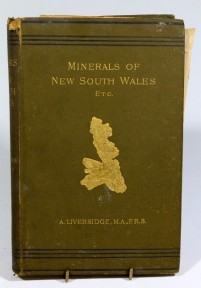 MINERALS OF
NEW SOUTH WALES
ETC.
A. LIVERSIDGE, M.A., F.R.S.